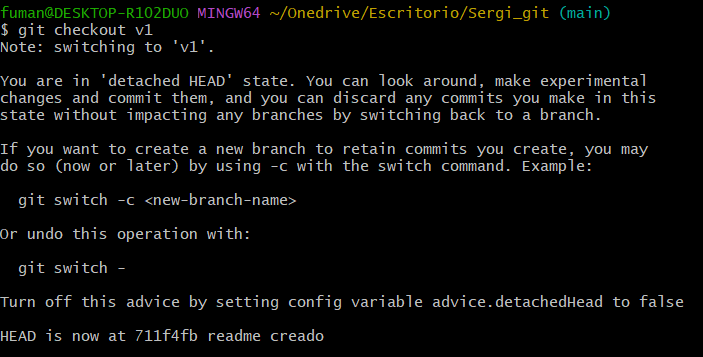 fuman@DESKTOP-R1O2DUO MINGW64 ~/Onedrive/Escritorio/Sergi_git (main)
$ git checkout v1
Note: switching to 'v1'.

You are in 'detached HEAD' state. You can look around, make experimental
changes and commit them, and you can discard any commits you make in this
state without impacting any branches by switching back to a branch.

If you want to create a new branch to retain commits you create, you may
do so (now or later) by using -c with the switch command. Example:

  git switch -c <new-branch-name>

Or undo this operation with:

  git switch -

Turn off this advice by setting config variable advice.detachedHead to false

HEAD is now at 711f4fb readme creado